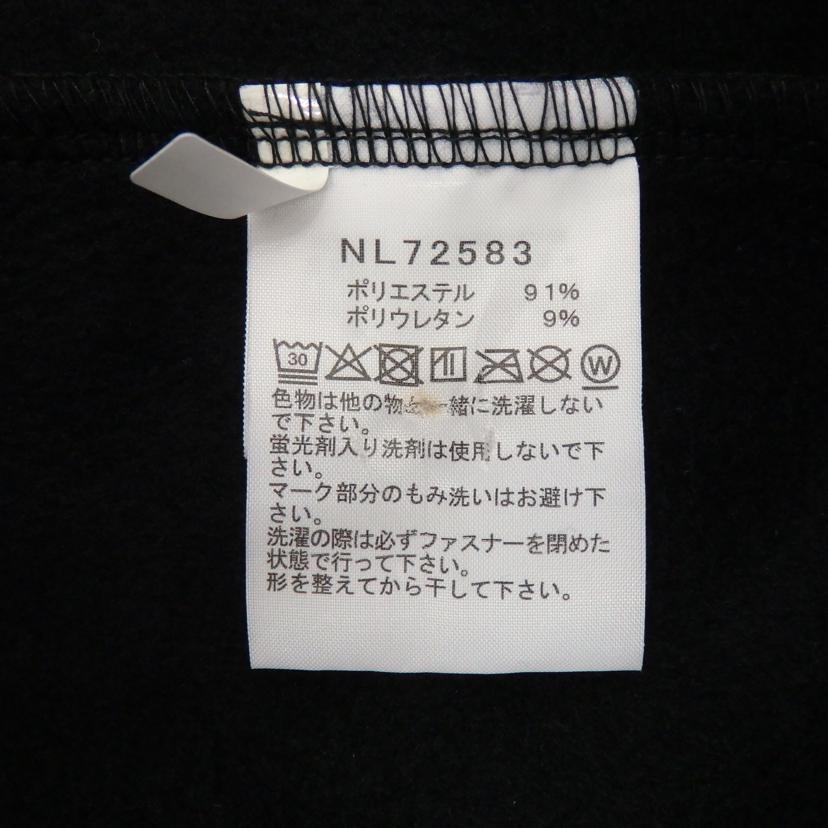 NL72583
ポリエステル 91%
ポリウレタン 9%
30 W
色物は他の物と一緒に洗濯しない
で下さい。
蛍光剤入り洗剤は使用しないで下
さい。
マーク部分のもみ洗いはお避け下
さい。
洗濯の際は必ずファスナーを閉めた
状態で行って下さい。
形を整えてから干して下さい。